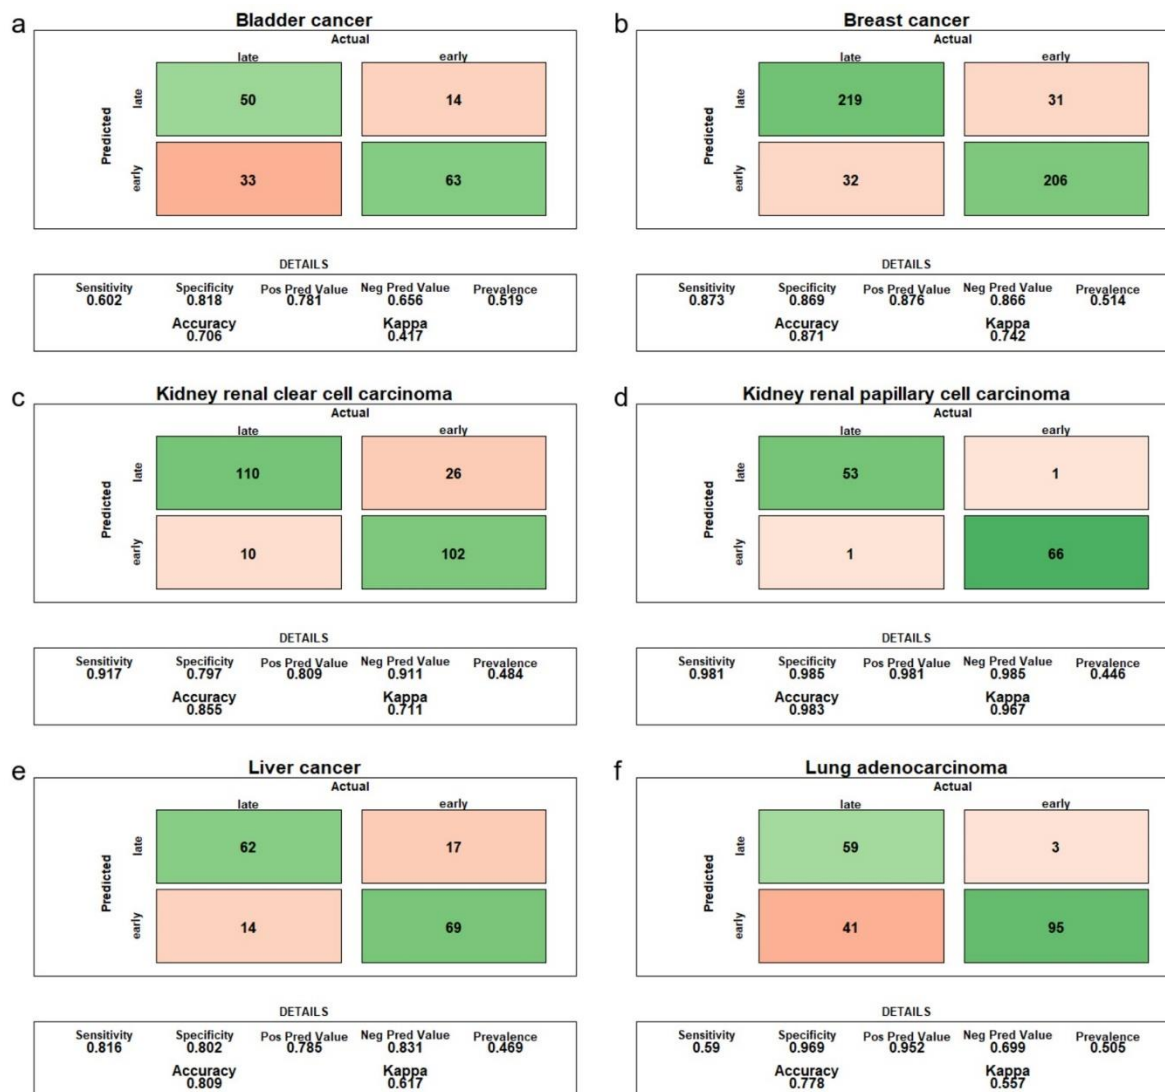 a
Bladder cancer
Actual
late early
Predicted
late
50 14
early
33 63
DETAILS
Sensitivity Specificity Pos Pred Value Neg Pred Value Prevalence
0.602 0.818 0.781 0.656 0.519
Accuracy Kappa
0.706 0.417
b
Breast cancer
Actual
late early
Predicted
late
219 31
early
32 206
DETAILS
Sensitivity Specificity Pos Pred Value Neg Pred Value Prevalence
0.873 0.869 0.876 0.866 0.514
Accuracy Kappa
0.871 0.742
c
Kidney renal clear cell carcinoma
Actual
late early
Predicted
late
110 26
early
10 102
DETAILS
Sensitivity Specificity Pos Pred Value Neg Pred Value Prevalence
0.917 0.797 0.809 0.911 0.484
Accuracy Kappa
0.855 0.711
d
Kidney renal papillary cell carcinoma
Actual
late early
Predicted
late
53 1
early
1 66
DETAILS
Sensitivity Specificity Pos Pred Value Neg Pred Value Prevalence
0.981 0.985 0.981 0.985 0.446
Accuracy Kappa
0.983 0.967
e
Liver cancer
Actual
late early
Predicted
late
62 17
early
14 69
DETAILS
Sensitivity Specificity Pos Pred Value Neg Pred Value Prevalence
0.816 0.802 0.785 0.831 0.469
Accuracy Kappa
0.809 0.617
f
Lung adenocarcinoma
Actual
late early
Predicted
late
59 3
early
41 95
DETAILS
Sensitivity Specificity Pos Pred Value Neg Pred Value Prevalence
0.59 0.969 0.952 0.699 0.505
Accuracy Kappa
0.778 0.557